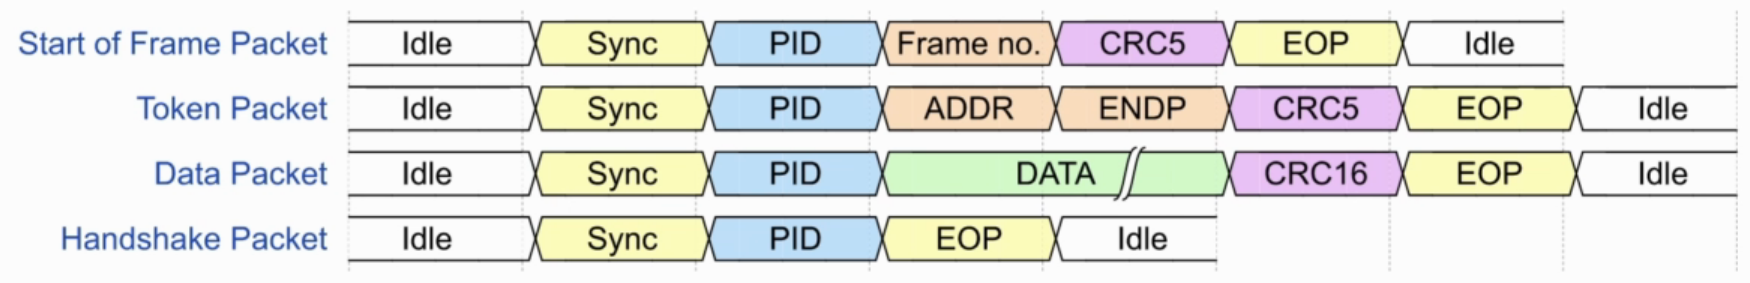 Start of Frame Packet Idle Sync PID Frame no. CRC5 EOP Idle
Token Packet Idle Sync PID ADDR ENDP CRC5 EOP Idle
Data Packet Idle Sync PID DATA CRC16 EOP Idle
Handshake Packet Idle Sync PID EOP Idle